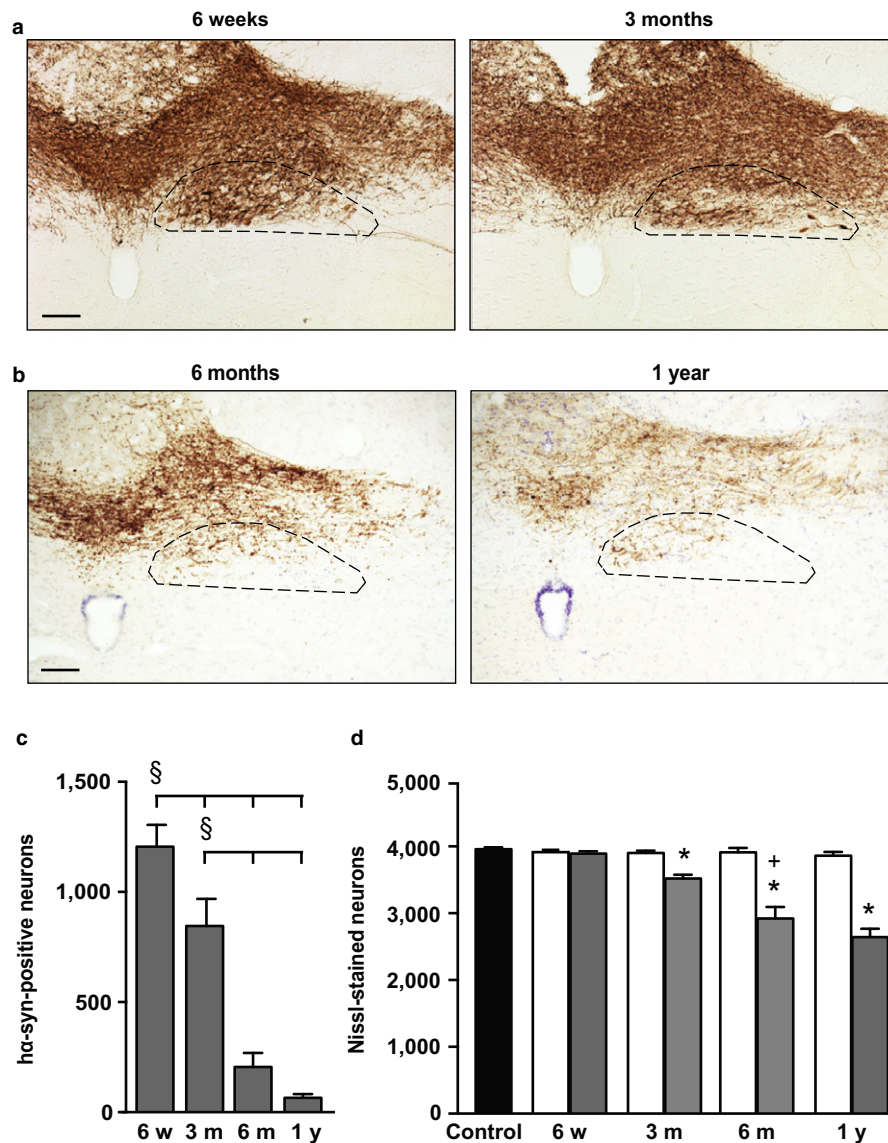 a
6 weeks
3 months
b
6 months
1 year
c
hα-syn-positive neurons
1,500
1,000
500
0
§
§
6 w 3 m 6 m 1 y
d
Nissl-stained neurons
5,000
4,000
3,000
2,000
1,000
0
*
+
*
*
Control 6 w 3 m 6 m 1 y